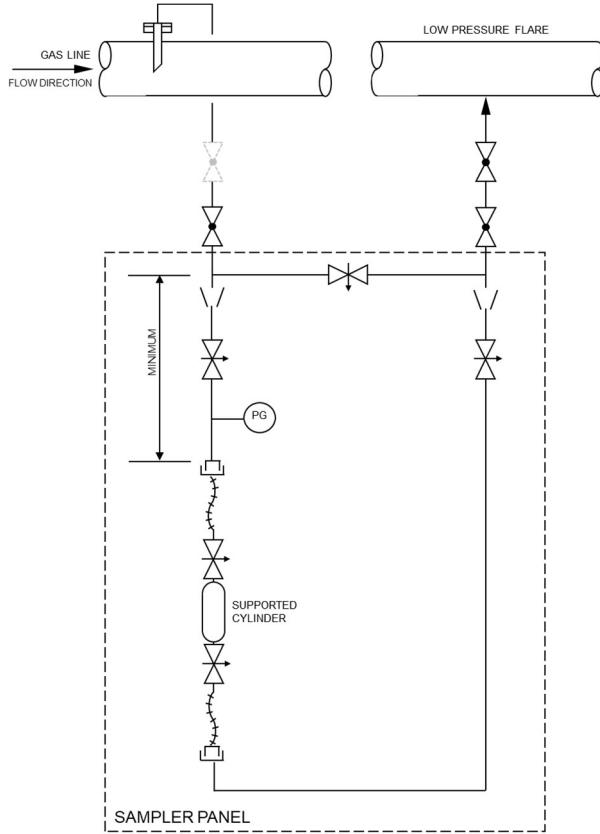 GAS LINE
FLOW DIRECTION
LOW PRESSURE FLARE
MINIMUM
PG
SUPPORTED
CYLINDER
SAMPLER PANEL